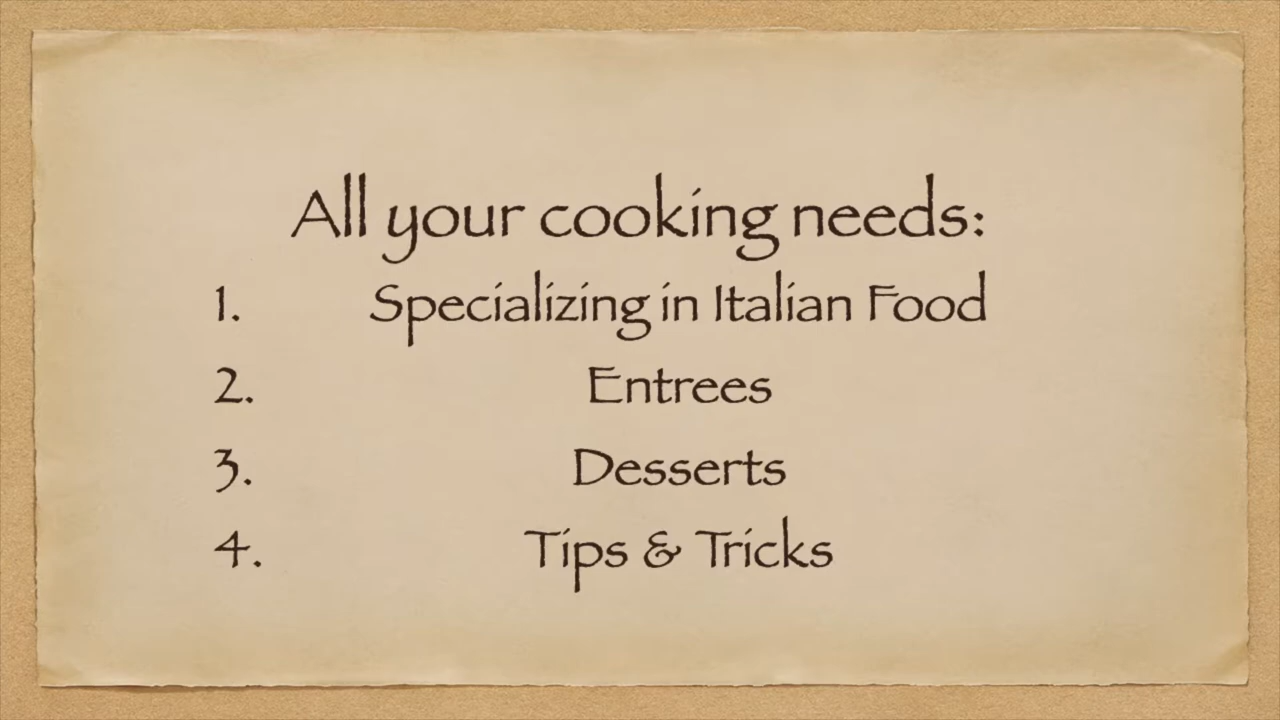 All your cooking needs:
1. Specializing in Italian Food
2. Entrees
3. Desserts
4. Tips & Tricks